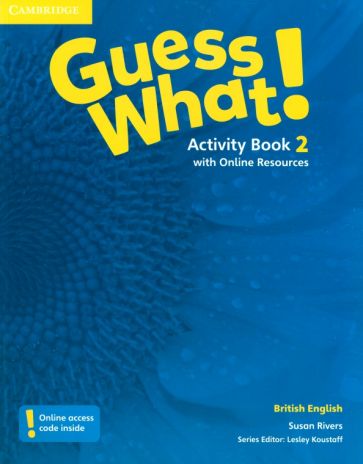 CAMBRIDGE
Guess
What!
Activity Book 2
with Online Resources
! Online access
code inside
British English
Susan Rivers
Series Editor: Lesley Koustaff